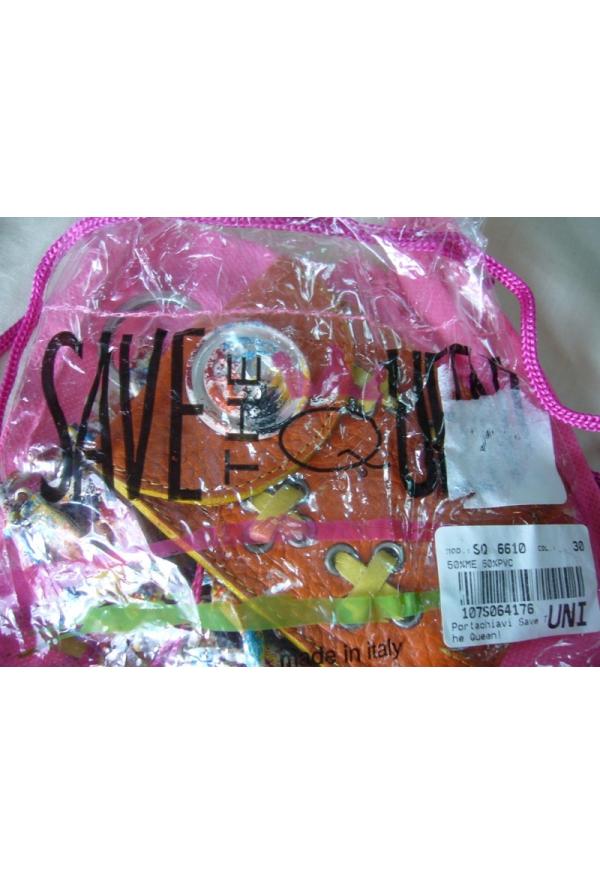 SAVE THE Q
made in italy
MOD.: SQ 6610 COL.: 30
50%ME 50%PVC
107S064176
UNI
Portachiavi Save
he Queen!